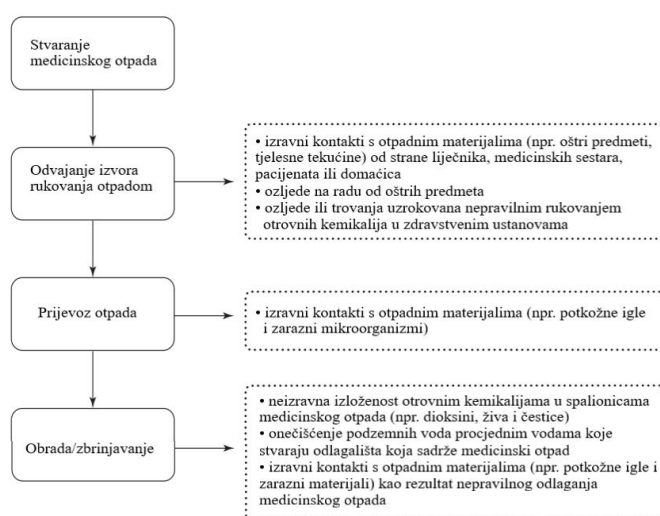 Stvaranje
medicinskog otpada
• izravni kontakti s otpadnim materijalima (npr. oštri predmeti,
tjelesne tekućine) od strane liječnika, medicinskih sestara,
pacijenata ili domaćica
• ozljede na radu od oštrih predmeta
• ozljede ili trovanja uzrokovana nepravilnim rukovanjem
otrovnih kemikalija u zdravstvenim ustanovama
Odvajanje izvora
rukovanja otpadom
Prijevoz otpada
• izravni kontakti s otpadnim materijalima (npr. potkožne igle
i zarazni mikroorganizmi)
Obrada/zbrinjavanje
• neizravna izloženost otrovnim kemikalijama u spalionicama
medicinskog otpada (npr. dioksini, živa i čestice)
• onečišćenje podzemnih voda procjednim vodama koje
stvaraju odlagališta koja sadrže medicinski otpad
• izravni kontakti s otpadnim materijalima (npr. potkožne igle i
zarazni materijali) kao rezultat nepravilnog odlaganja
medicinskog otpada